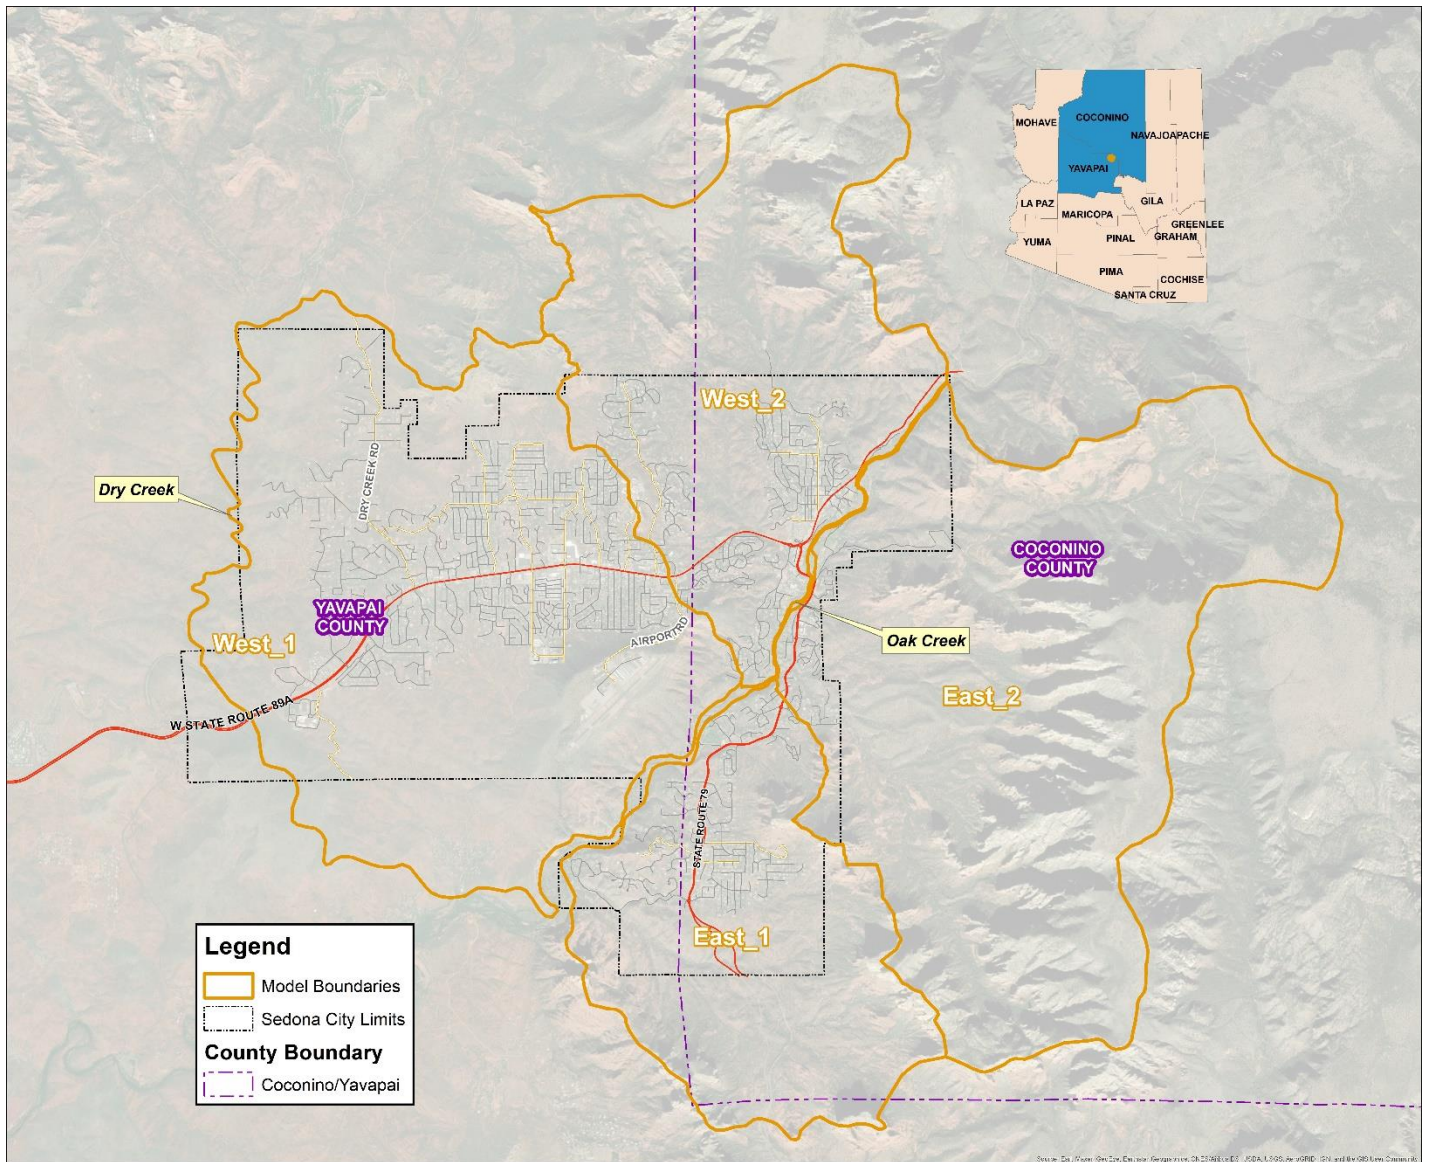 MOHAVE
COCONINO
NAVAJO
APACHE
YAVAPAI
LA PAZ
MARICOPA
GILA
GREENLEE
YUMA
PINAL
GRAHAM
PIMA
COCHISE
SANTA CRUZ
West_2
Dry Creek
DRY CREEK RD
COCONINO
COUNTY
YAVAPAI
COUNTY
West_1
AIRPORT RD
Oak Creek
East_2
W STATE ROUTE 89A
STATE ROUTE 79
East_1
Legend
Model Boundaries
Sedona City Limits
County Boundary
Coconino/Yavapai